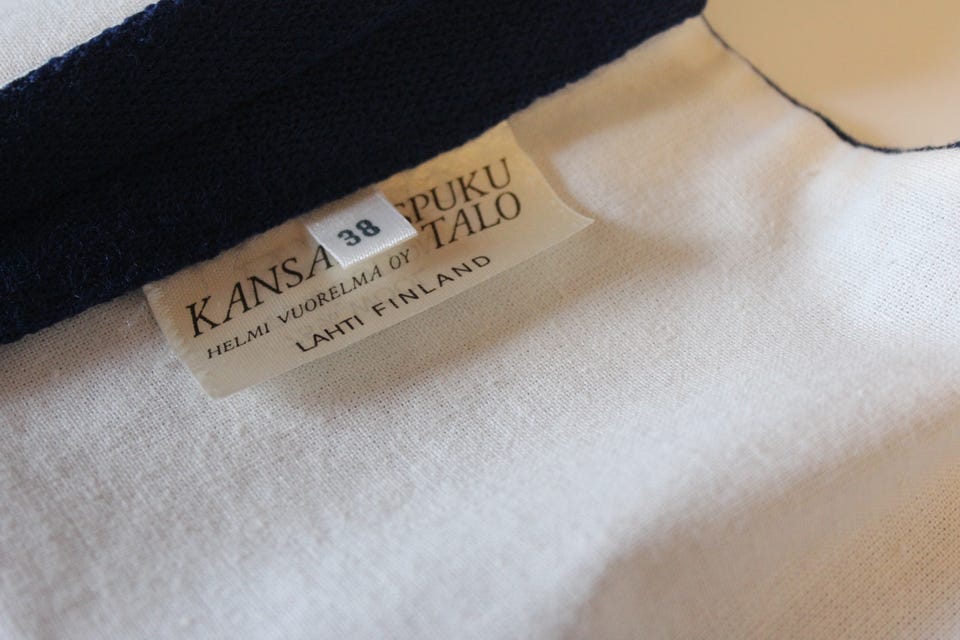 KANSA SPUKU
TALO
38
HELMI VUORELMA OY
LAHTI FINLAND